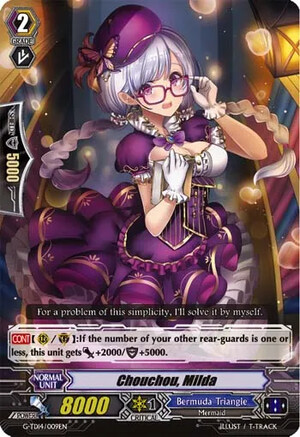 2
GRADE
5000
For a problem of this simplicity, I'll solve it by myself.
CONT [ / ]:If the number of your other rear-guards is one or
less, this unit gets +2000/ +5000.
NORMAL UNIT
Chouchou, Milda
POWER
8000
1
CRITICAL
Bermuda Triangle
Mermaid
G-TD14/009EN
ILLUST / T-TRACK